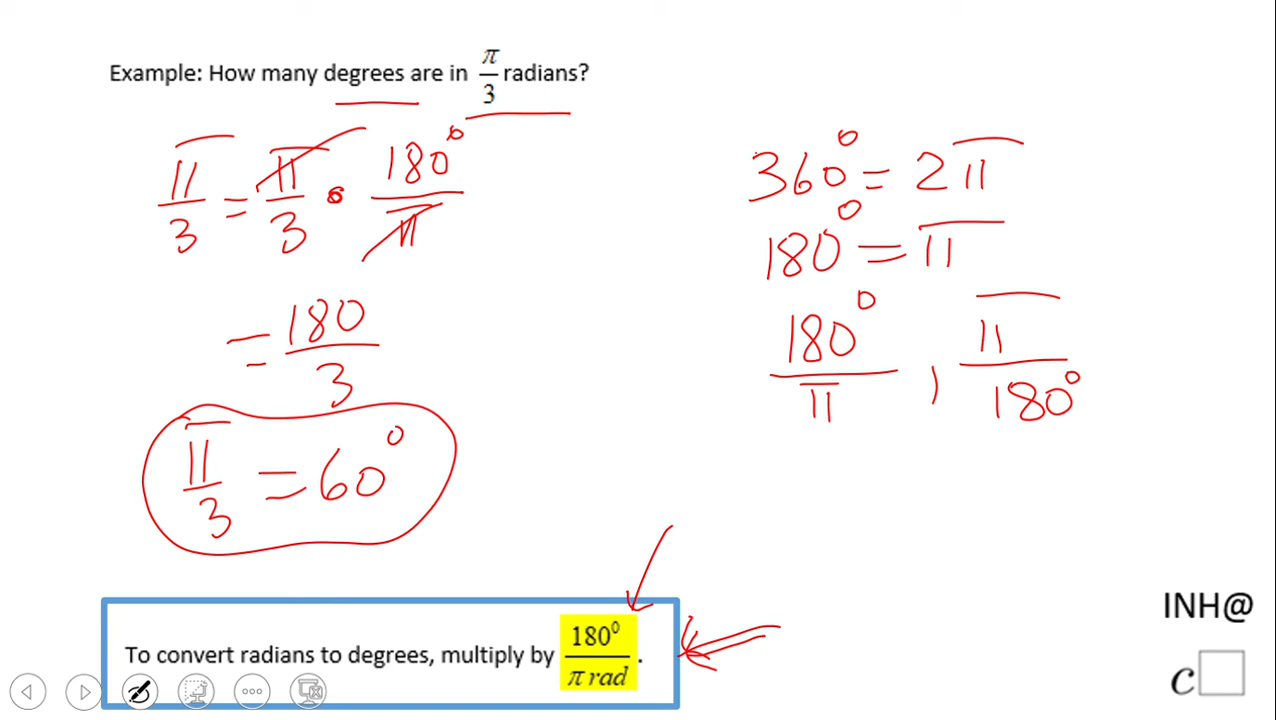 Example: How many degrees are in π/3 radians?
π/3 = π/3 · 180°/π
= 180/3
π/3 = 60°
360° = 2π
180° = π
180°/π , π/180°
To convert radians to degrees, multiply by 180⁰/π rad.
INH@
c